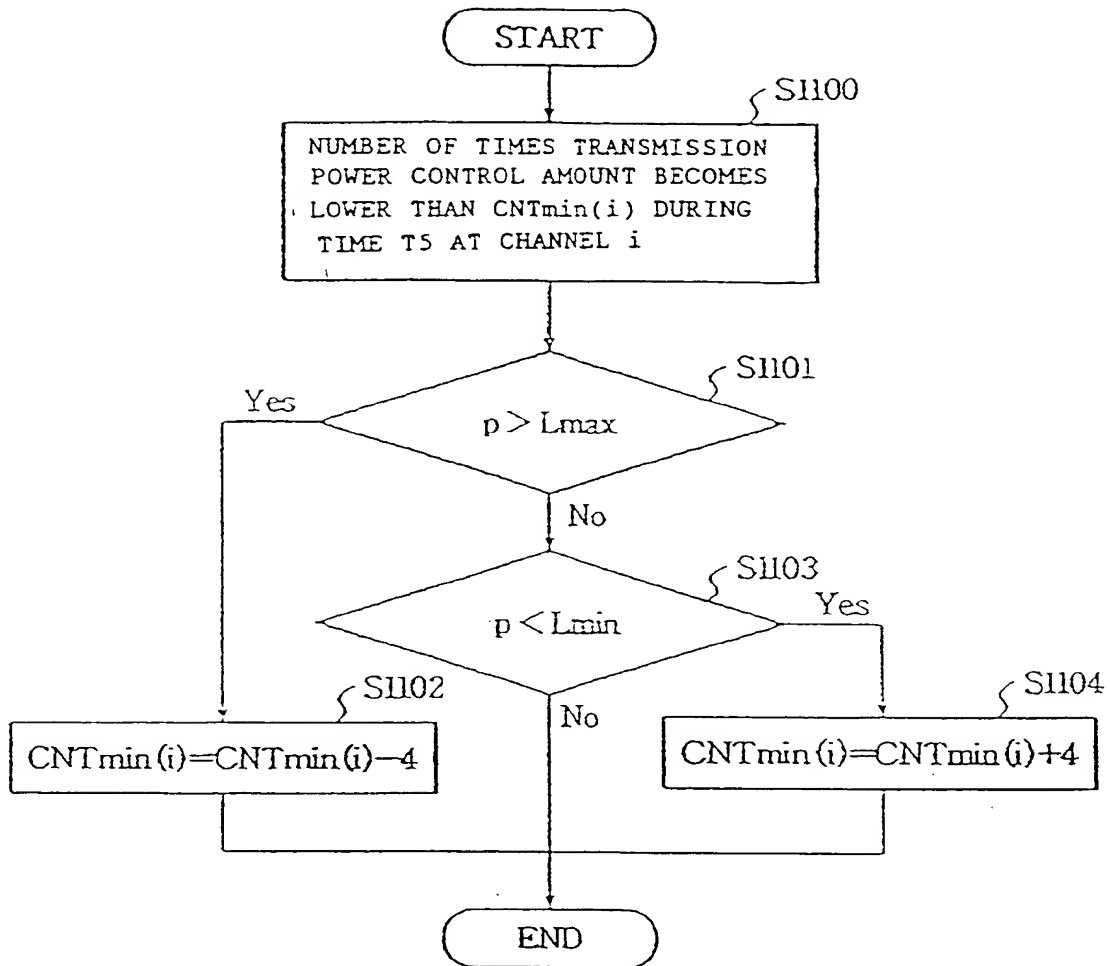 START
S1100
NUMBER OF TIMES TRANSMISSION
POWER CONTROL AMOUNT BECOMES
LOWER THAN CNTmin(i) DURING
TIME T5 AT CHANNEL i
S1101
Yes
p > Lmax
No
S1103
Yes
p < Lmin
S1102
No
S1104
CNTmin(i)=CNTmin(i)−4
CNTmin(i)=CNTmin(i)+4
END